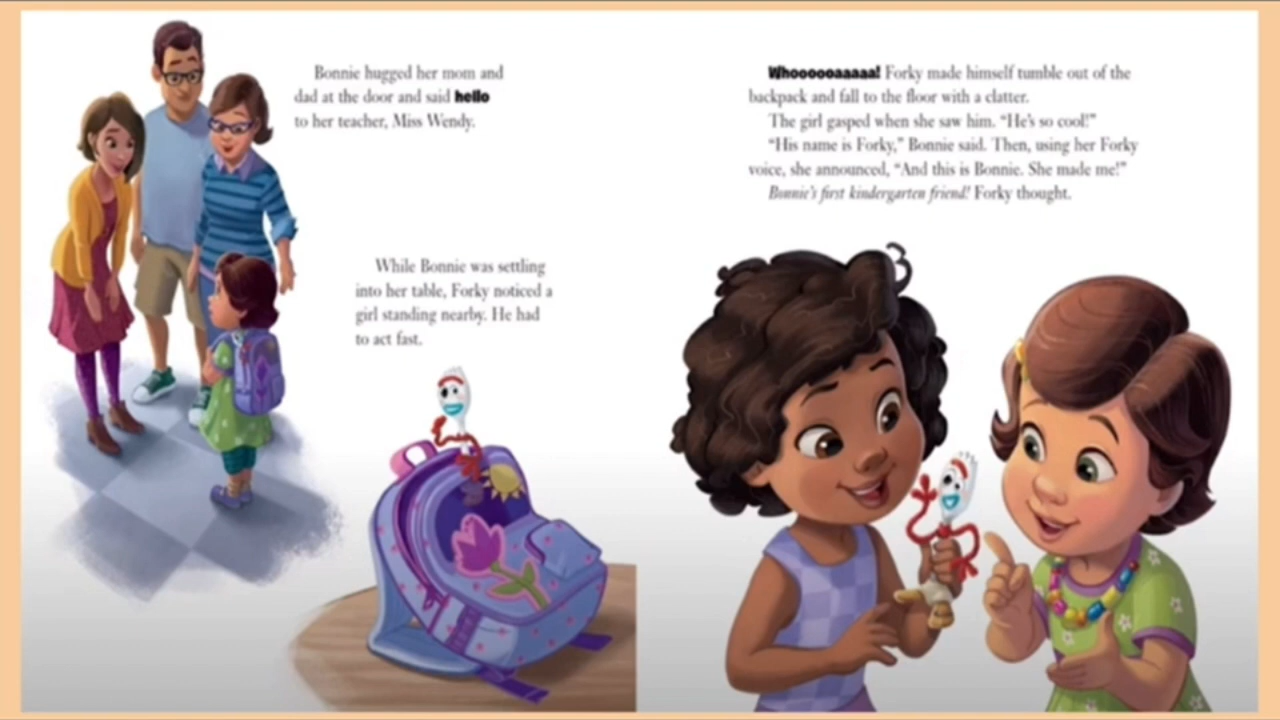 Bonnie hugged her mom and
dad at the door and said hello
to her teacher, Miss Wendy.
While Bonnie was settling
into her table, Forky noticed a
girl standing nearby. He had
to act fast.
Whoooooaaaaa! Forky made himself tumble out of the
backpack and fall to the floor with a clatter.
The girl gasped when she saw him. “He’s so cool!”
“His name is Forky,” Bonnie said. Then, using her Forky
voice, she announced, “And this is Bonnie. She made me!”
Bonnie’s first kindergarten friend! Forky thought.